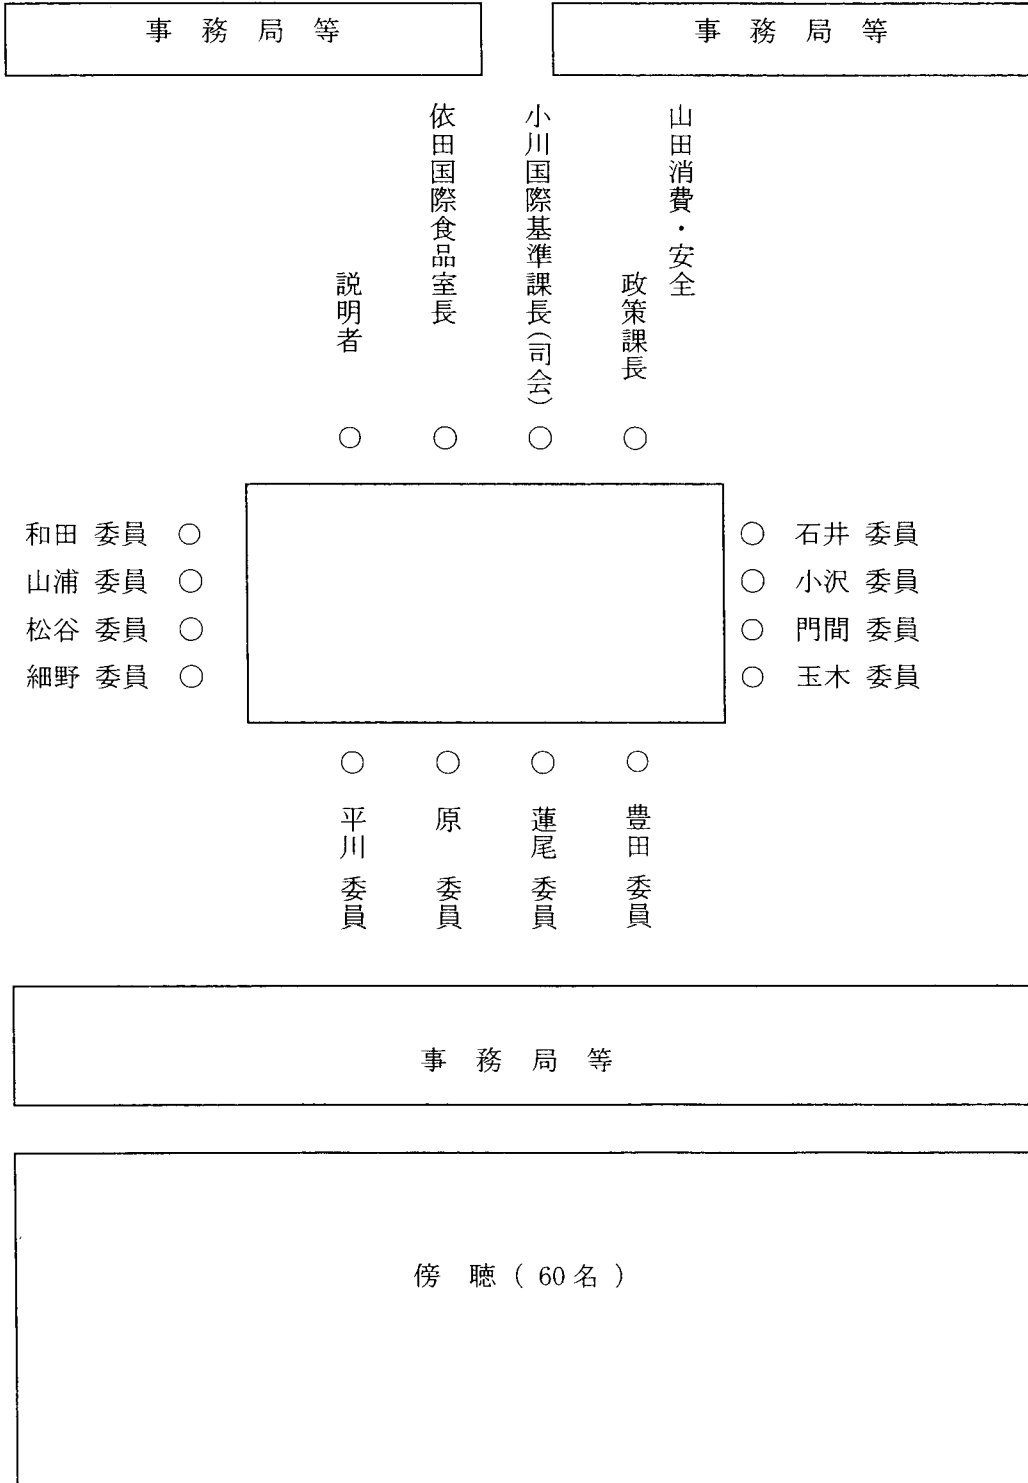 事 務 局 等
事 務 局 等
山田消費・安全
政策課長
小川国際基準課長(司会)
依田国際食品室長
説明者
○ ○ ○ ○
和田 委員 ○
山浦 委員 ○
松谷 委員 ○
細野 委員 ○
○ 石井 委員
○ 小沢 委員
○ 門間 委員
○ 玉木 委員
○ ○ ○ ○
豊田 委員
蓮尾 委員
原 委員
平川 委員
事 務 局 等
傍 聴 ( 60名 )